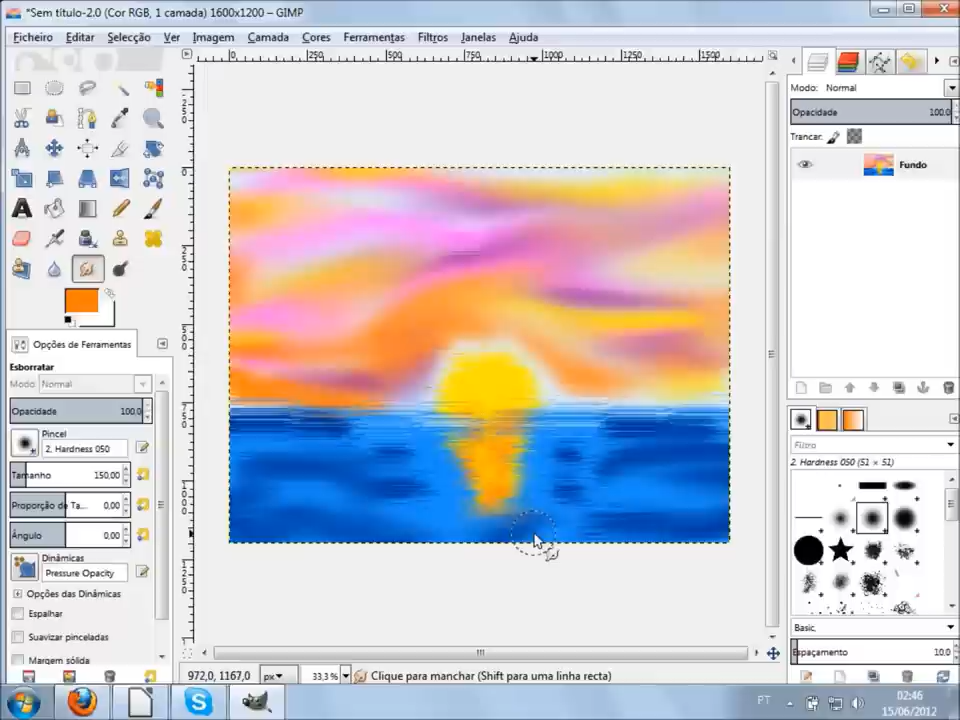 *Sem título-2.0 (Cor RGB, 1 camada) 1600x1200 – GIMP
Ficheiro Editar Selecção Ver Imagem Camada Cores Ferramentas Filtros Janelas Ajuda
0 250 500 750 1000 1250 1500
Modo: Normal
Opacidade 100.0
Trancar:
Fundo
Opções de Ferramentas
Esborratar
Modo: Normal
Opacidade 100.0
Pincel
2. Hardness 050
Tamanho 150,00
Proporção de Ta... 0,00
Ângulo 0,00
Dinâmicas
Pressure Opacity
Opções das Dinâmicas
Espalhar
Suavizar pinceladas
Margem sólida
Filtro
2. Hardness 050 (51 × 51)
Basic,
Espaçamento 10.0
972,0, 1167,0 px 33,3 % Clique para manchar (Shift para uma linha recta)
PT
02:46
15/06/2012